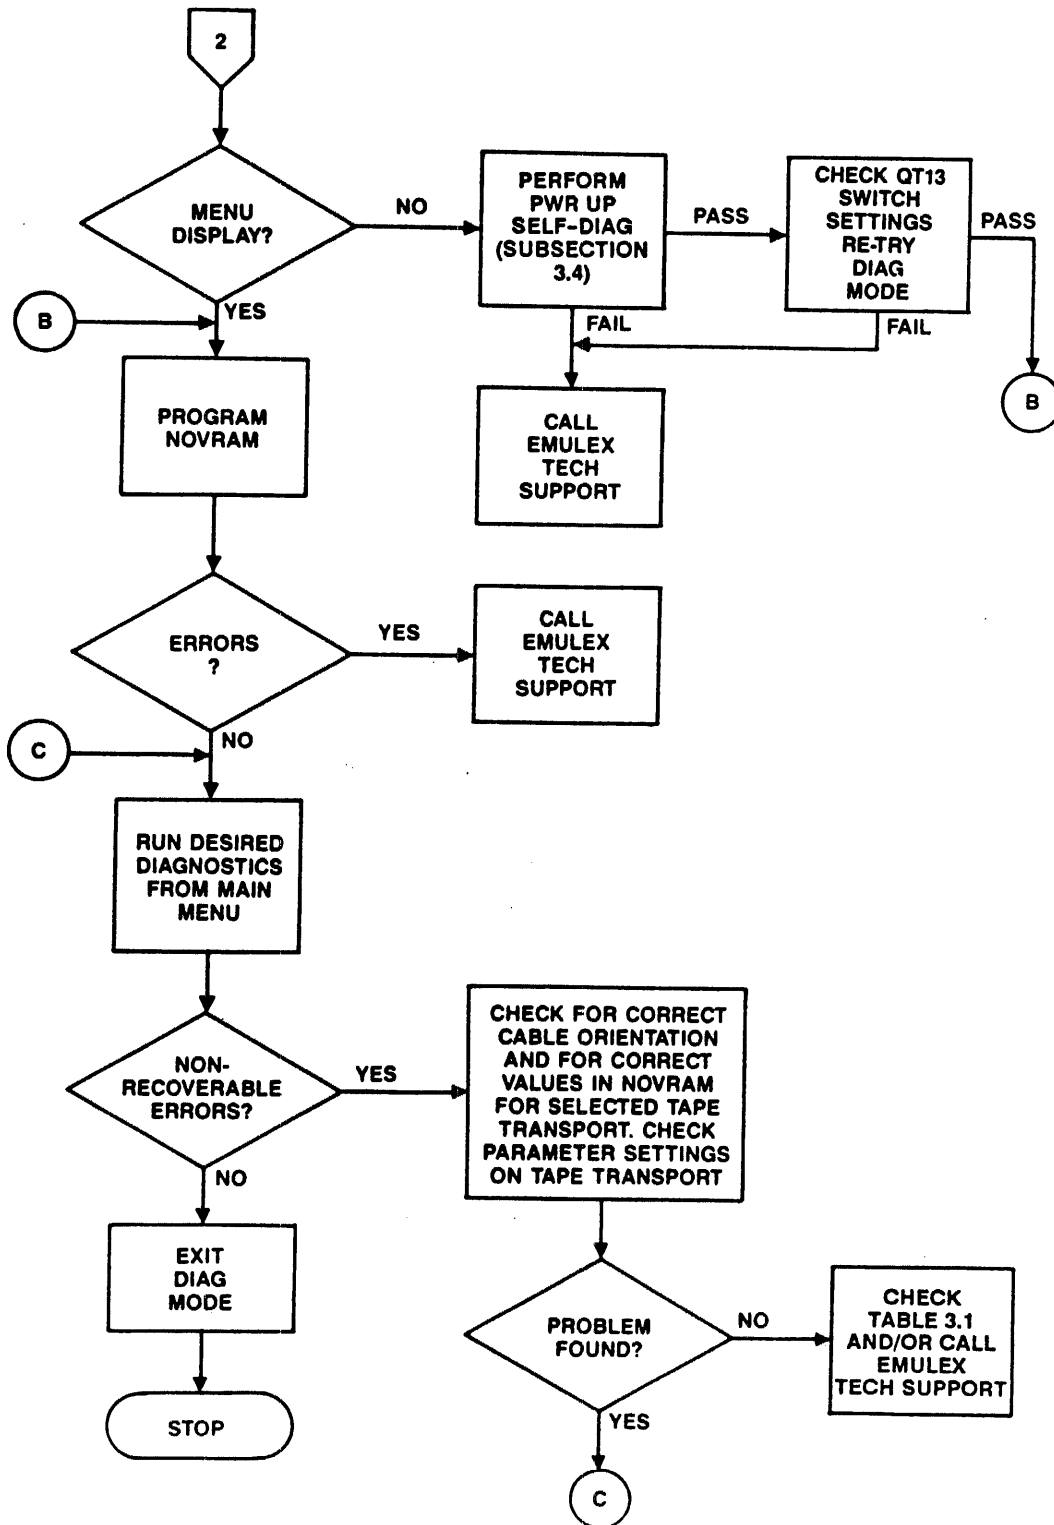 2
MENU
DISPLAY?
NO
PERFORM
PWR UP
SELF-DIAG
(SUBSECTION
3.4)
PASS
CHECK QT13
SWITCH
SETTINGS
RE-TRY
DIAG
MODE
PASS
B
YES
FAIL
FAIL
B
PROGRAM
NOVRAM
CALL
EMULEX
TECH
SUPPORT
ERRORS
?
YES
CALL
EMULEX
TECH
SUPPORT
C
NO
RUN DESIRED
DIAGNOSTICS
FROM MAIN
MENU
NON-
RECOVERABLE
ERRORS?
YES
CHECK FOR CORRECT
CABLE ORIENTATION
AND FOR CORRECT
VALUES IN NOVRAM
FOR SELECTED TAPE
TRANSPORT. CHECK
PARAMETER SETTINGS
ON TAPE TRANSPORT
NO
EXIT
DIAG
MODE
PROBLEM
FOUND?
NO
CHECK
TABLE 3.1
AND/OR CALL
EMULEX
TECH SUPPORT
STOP
YES
C